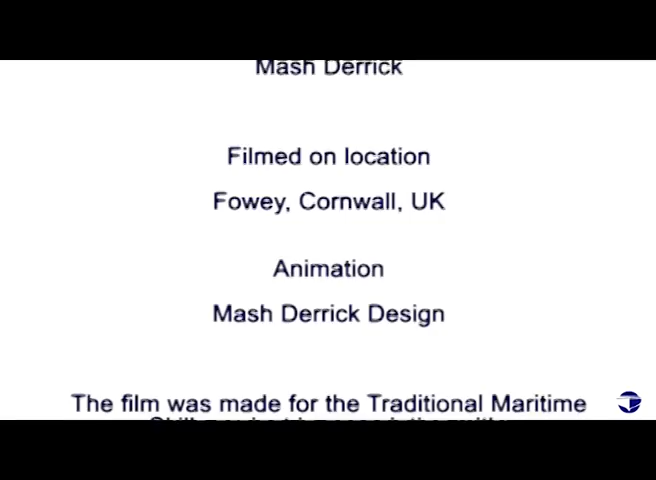 Mash Derrick
Filmed on location
Fowey, Cornwall, UK
Animation
Mash Derrick Design
The film was made for the Traditional Maritime